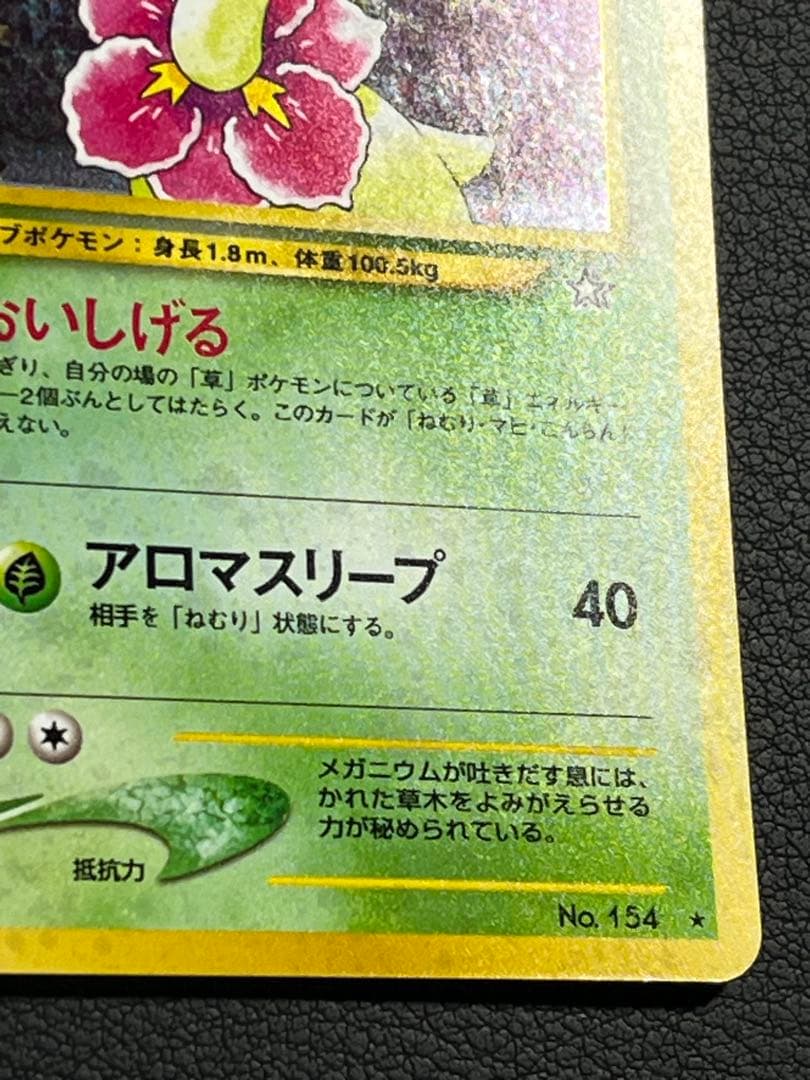 ブポケモン：身長1.8m、体重100.5kg
おいしげる
ぎり、自分の場の「草」ポケモンについている「草」エネルギー
ー2個ぶんとしてはたらく。このカードが「ねむり・マヒ・こんらん」
えない。
アロマスリープ 40
相手を「ねむり」状態にする。
メガニウムが吐きだす息には、
かれた草木をよみがえらせる
力が秘められている。
抵抗力
No. 154 ★